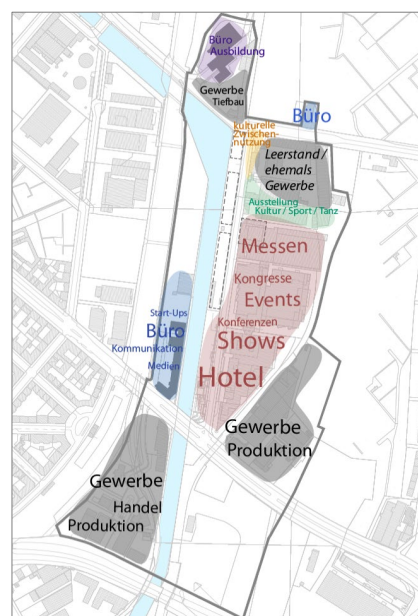 Büro
Ausbildung
Gewerbe
Tiefbau
Büro
kulturelle
Zwischen-
nutzung
Leerstand /
ehemals
Gewerbe
Ausstellung
Kultur / Sport / Tanz
Messen
Kongresse
Events
Start-Ups
Konferenzen
Büro
Shows
Kommunikation
Medien
Hotel
Gewerbe
Produktion
Gewerbe
Handel
Produktion